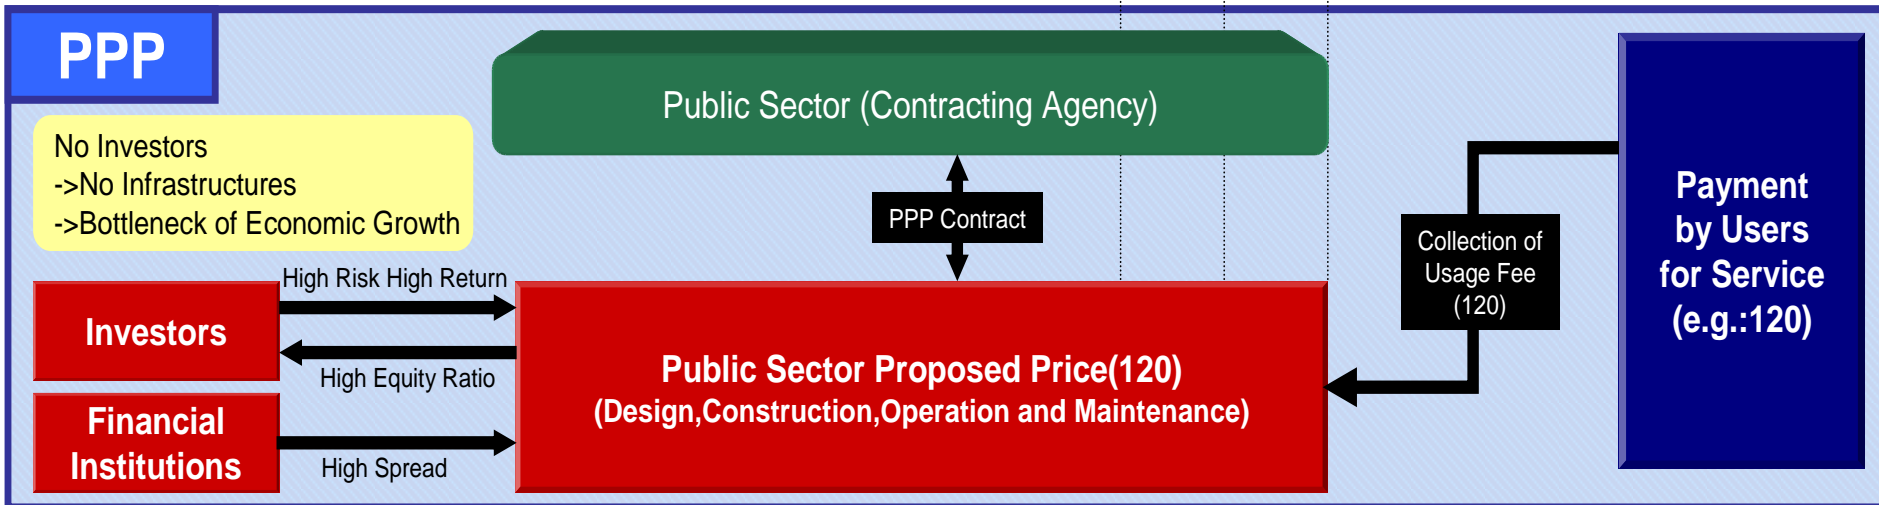 PPP
Public Sector (Contracting Agency)
No Investors
->No Infrastructures
->Bottleneck of Economic Growth
PPP Contract
Payment
by Users
for Service
(e.g.:120)
Collection of
Usage Fee
(120)
High Risk High Return
Investors
High Equity Ratio
Public Sector Proposed Price(120)
(Design,Construction,Operation and Maintenance)
Financial
Institutions
High Spread